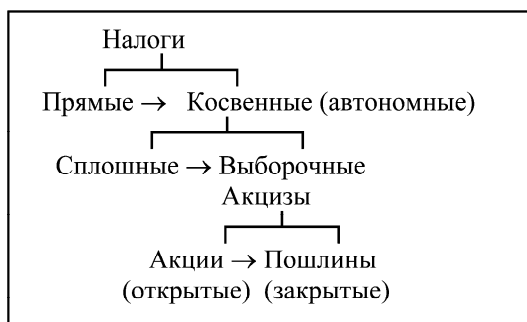 Налоги
Прямые → Косвенные (автономные)
Сплошные → Выборочные
Акцизы
Акции → Пошлины
(открытые) (закрытые)